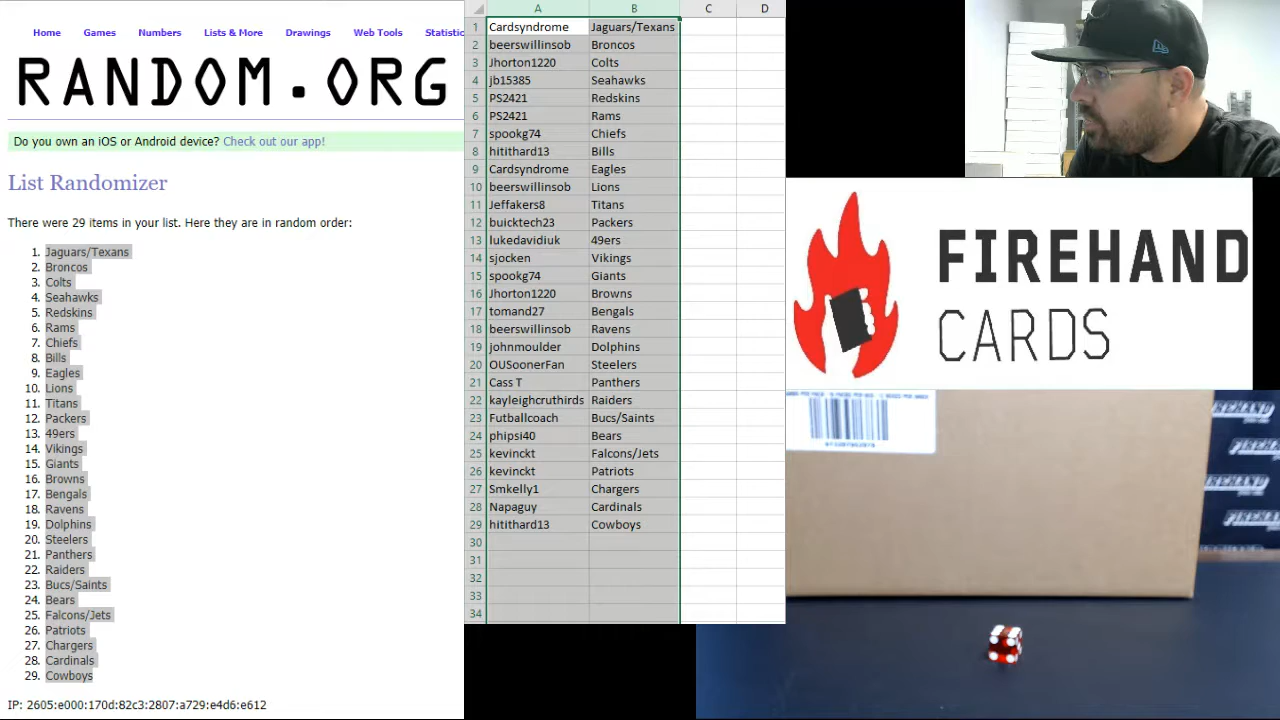 Home Games Numbers Lists & More Drawings Web Tools Statistic
RANDOM.ORG
Do you own an iOS or Android device? Check out our app!
List Randomizer
There were 29 items in your list. Here they are in random order:
1. Jaguars/Texans
2. Broncos
3. Colts
4. Seahawks
5. Redskins
6. Rams
7. Chiefs
8. Bills
9. Eagles
10. Lions
11. Titans
12. Packers
13. 49ers
14. Vikings
15. Giants
16. Browns
17. Bengals
18. Ravens
19. Dolphins
20. Steelers
21. Panthers
22. Raiders
23. Bucs/Saints
24. Bears
25. Falcons/Jets
26. Patriots
27. Chargers
28. Cardinals
29. Cowboys
IP: 2605:e000:170d:82c3:2807:a729:e4d6:e612
A B C D
1 Cardsyndrome Jaguars/Texans
2 beerswillinsob Broncos
3 Jhorton1220 Colts
4 jb15385 Seahawks
5 PS2421 Redskins
6 PS2421 Rams
7 spookg74 Chiefs
8 hitithard13 Bills
9 Cardsyndrome Eagles
10 beerswillinsob Lions
11 Jeffakers8 Titans
12 buicktech23 Packers
13 lukedavidiuk 49ers
14 sjocken Vikings
15 spookg74 Giants
16 Jhorton1220 Browns
17 tomand27 Bengals
18 beerswillinsob Ravens
19 johnmoulder Dolphins
20 OUSoonerFan Steelers
21 Cass T Panthers
22 kayleighcruthirds Raiders
23 Futballcoach Bucs/Saints
24 phipsi40 Bears
25 kevinckt Falcons/Jets
26 kevinckt Patriots
27 Smkelly1 Chargers
28 Napaguy Cardinals
29 hitithard13 Cowboys
30
31
32
33
34
FIREHAND
CARDS
FIREHAND
FIREHAND
FIREHAND
FIREHAND